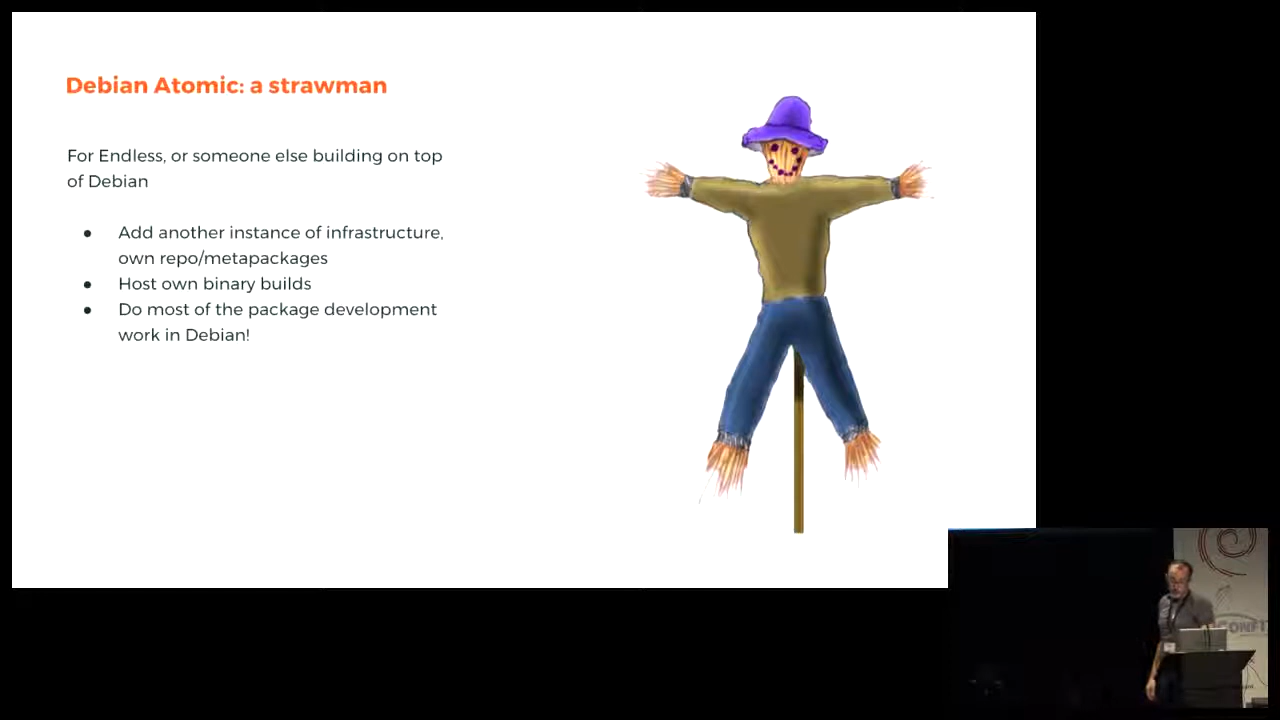 Debian Atomic: a strawman
For Endless, or someone else building on top
of Debian
● Add another instance of infrastructure,
own repo/metapackages
● Host own binary builds
● Do most of the package development
work in Debian!